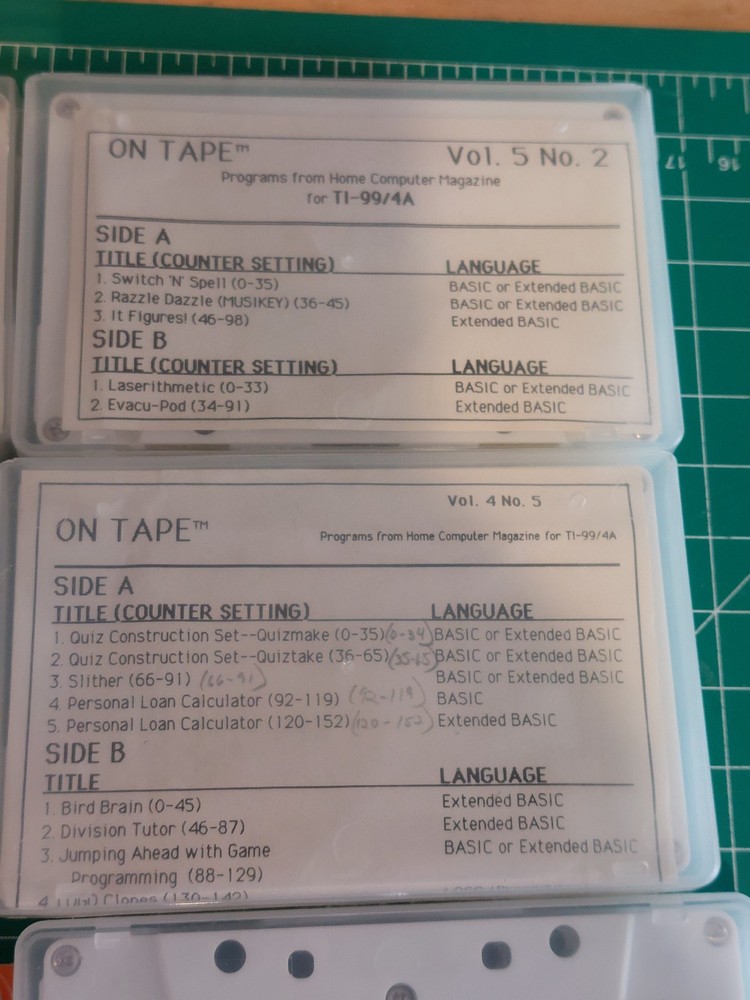 ON TAPE™ Vol. 5 No. 2
Programs from Home Computer Magazine
for TI-99/4A
SIDE A
TITLE (COUNTER SETTING) LANGUAGE
1. Switch 'N' Spell (0-35) BASIC or Extended BASIC
2. Razzle Dazzle (MUSIKEY) (36-45) BASIC or Extended BASIC
3. It Figures! (46-98) Extended BASIC
SIDE B
TITLE (COUNTER SETTING) LANGUAGE
1. Laserithmetic (0-33) BASIC or Extended BASIC
2. Evacu-Pod (34-91) Extended BASIC
17 16
Vol. 4 No. 5
ON TAPE™ Programs from Home Computer Magazine for TI-99/4A
SIDE A
TITLE (COUNTER SETTING) LANGUAGE
1. Quiz Construction Set--Quizmake (0-35) (0-34) BASIC or Extended BASIC
2. Quiz Construction Set--Quiztake (36-65) (35-65) BASIC or Extended BASIC
3. Slither (66-91) (66-91) BASIC or Extended BASIC
4. Personal Loan Calculator (92-119) (92-119) BASIC
5. Personal Loan Calculator (120-152) (120-152) Extended BASIC
SIDE B
TITLE LANGUAGE
1. Bird Brain (0-45) Extended BASIC
2. Division Tutor (46-87) Extended BASIC
3. Jumping Ahead with Game BASIC or Extended BASIC
Programming (88-129)
4. Clones (130-142)